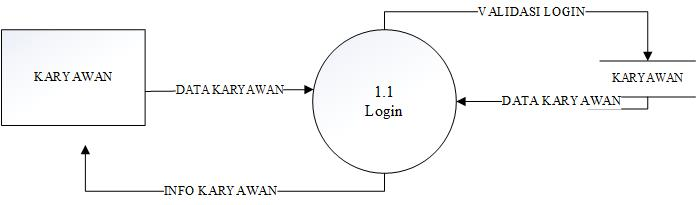 VALIDASI LOGIN
KARYAWAN
DATA KARYAWAN
1.1
Login
KARYAWAN
DATA KARYAWAN
INFO KARYAWAN